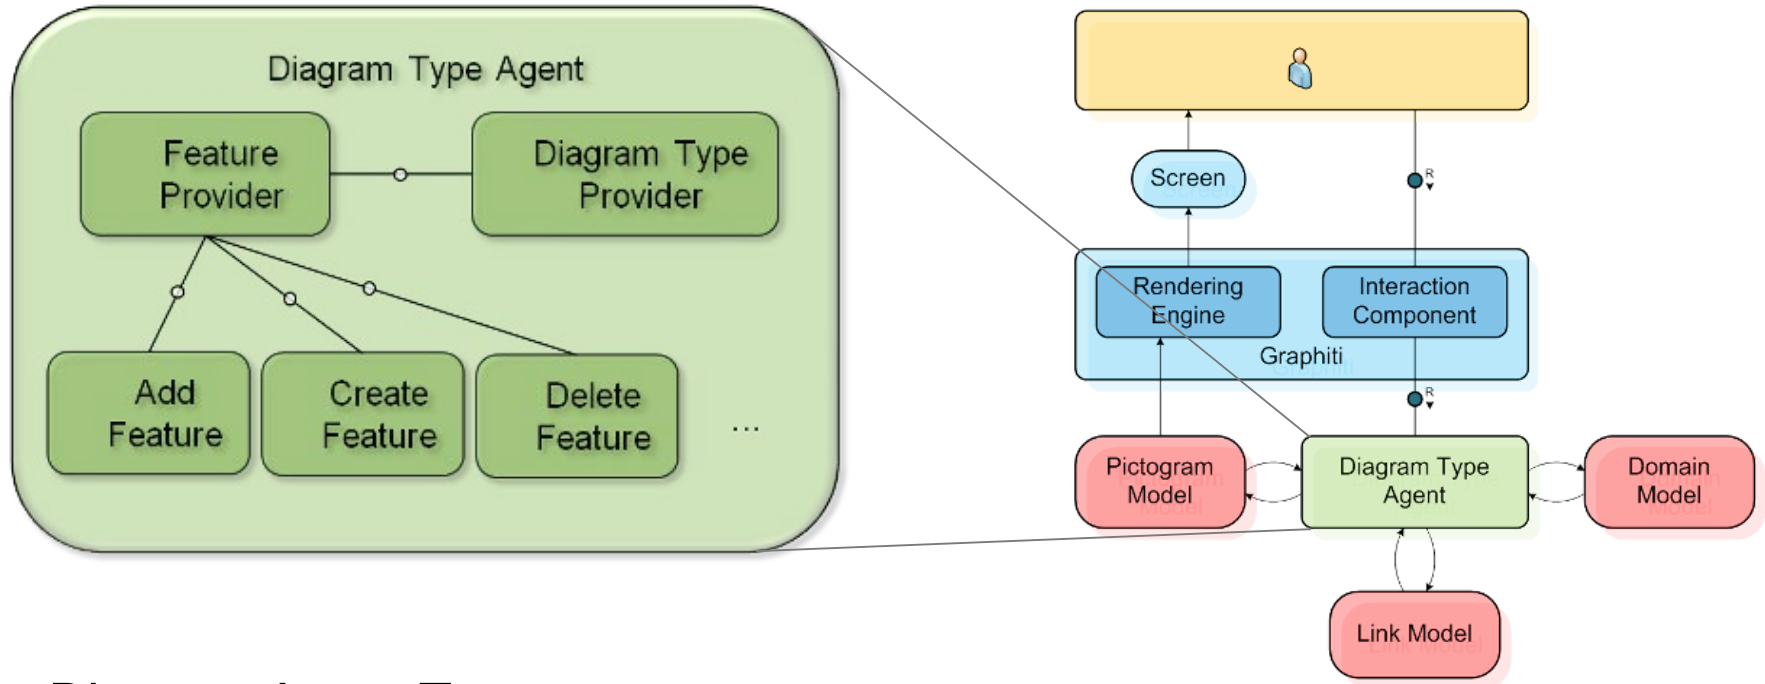 Diagram Type Agent
Feature
Provider
Diagram Type
Provider
Add
Feature
Create
Feature
Delete
Feature
...
Screen
R
Rendering
Engine
Interaction
Component
Graphiti
R
Pictogram
Model
Diagram Type
Agent
Domain
Model
Link Model